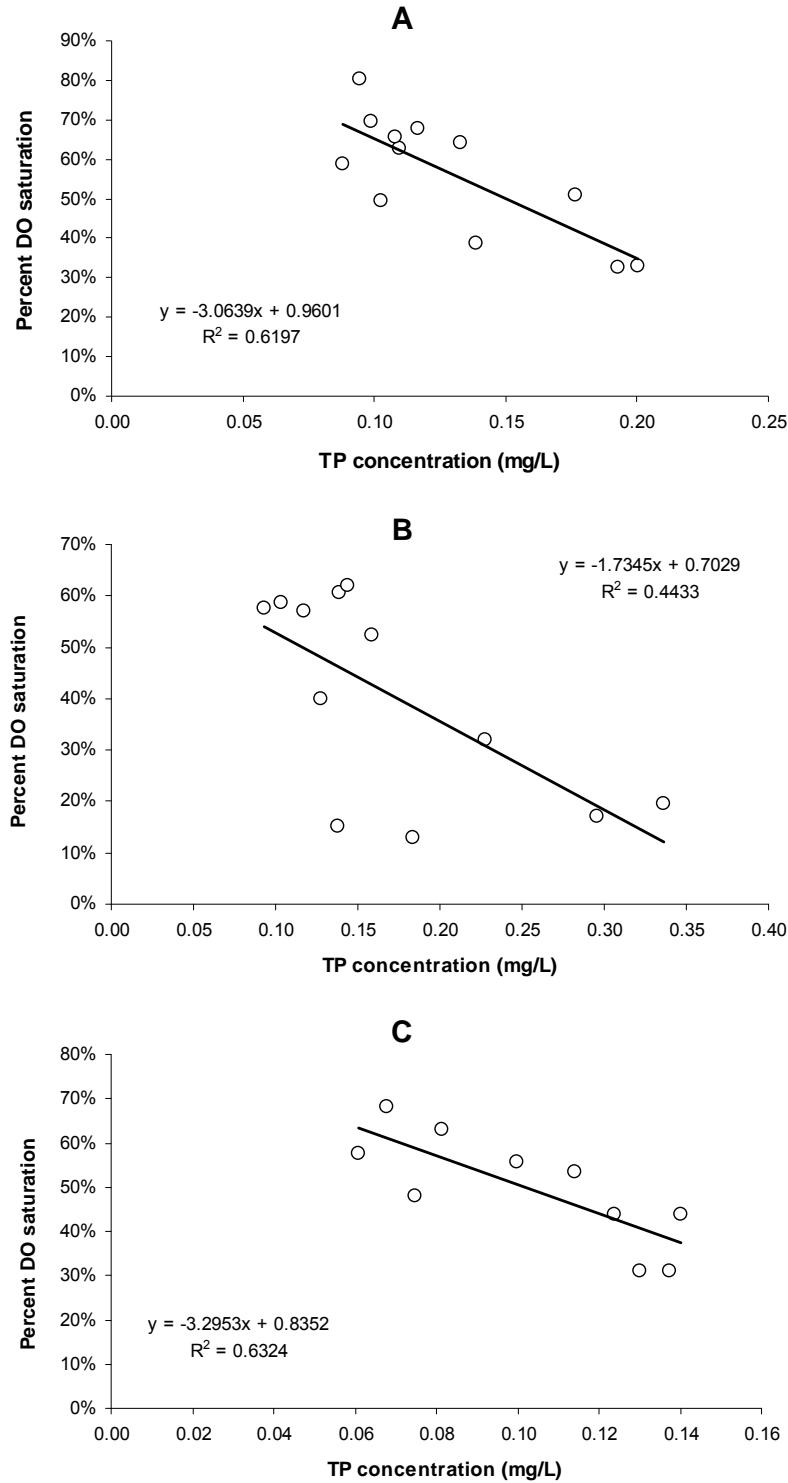 A
90%
80%
70%
60%
50%
40%
30%
20%
10%
0%
Percent DO saturation
y = -3.0639x + 0.9601
R² = 0.6197
0.00 0.05 0.10 0.15 0.20 0.25
TP concentration (mg/L)
B
70%
60%
50%
40%
30%
20%
10%
0%
Percent DO saturation
y = -1.7345x + 0.7029
R² = 0.4433
0.00 0.05 0.10 0.15 0.20 0.25 0.30 0.35 0.40
TP concentration (mg/L)
C
80%
70%
60%
50%
40%
30%
20%
10%
0%
Percent DO saturation
y = -3.2953x + 0.8352
R² = 0.6324
0.00 0.02 0.04 0.06 0.08 0.10 0.12 0.14 0.16
TP concentration (mg/L)